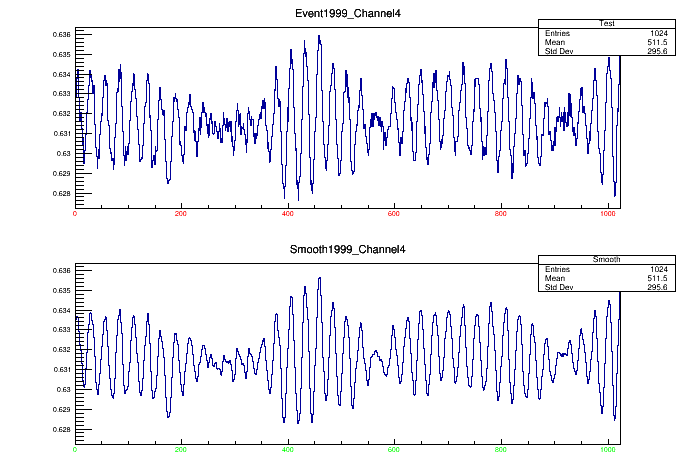 Event1999_Channel4
Test
Entries 1024
Mean 511.5
Std Dev 295.6
0.636
0.635
0.634
0.633
0.632
0.631
0.63
0.629
0.628
0 200 400 600 800 1000
Smooth1999_Channel4
Smooth
Entries 1024
Mean 511.5
Std Dev 295.6
0.636
0.635
0.634
0.633
0.632
0.631
0.63
0.629
0.628
0 200 400 600 800 1000